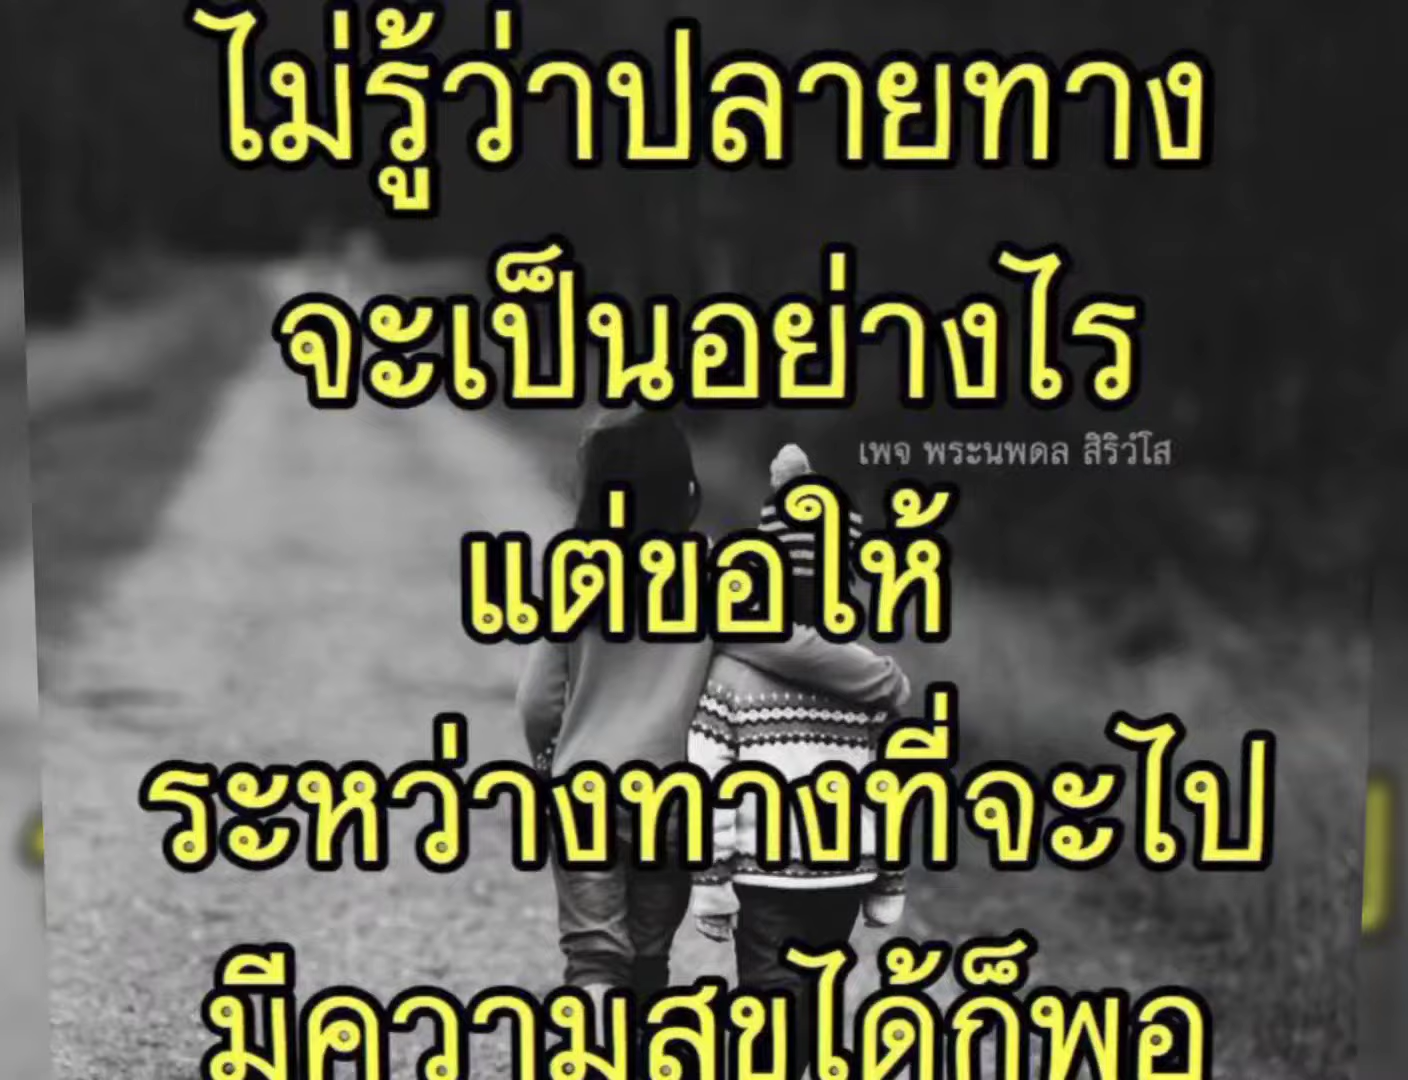 ไม่รู้ว่าปลายทาง
จะเป็นอย่างไร
เพจ พระนพดล สิริวํโส
แต่ขอให้
ระหว่างทางที่จะไป
มีความสุขได้ก็พอ